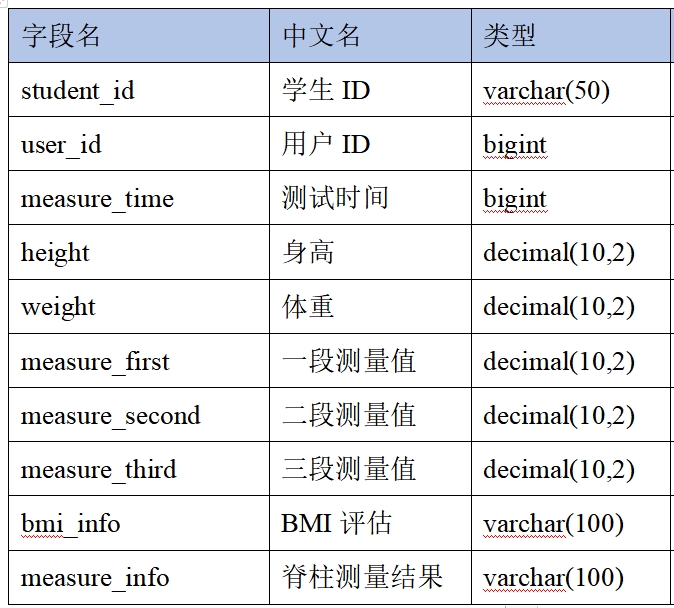 字段名 中文名 类型
student_id 学生 ID varchar(50)
user_id 用户 ID bigint
measure_time 测试时间 bigint
height 身高 decimal(10,2)
weight 体重 decimal(10,2)
measure_first 一段测量值 decimal(10,2)
measure_second 二段测量值 decimal(10,2)
measure_third 三段测量值 decimal(10,2)
bmi_info BMI 评估 varchar(100)
measure_info 脊柱测量结果 varchar(100)